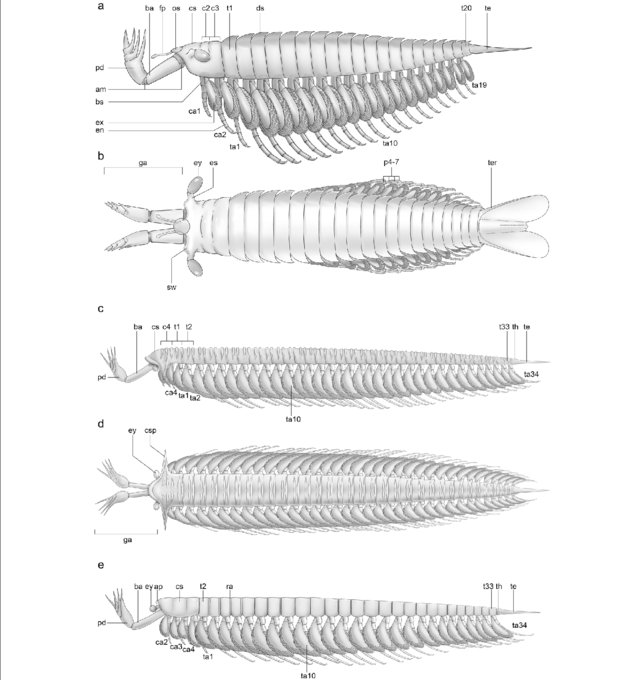 a
ba fp os cs c2 c3 t1 ds t20 te
pd
am
bs
ex
en
ca1
ca2
ta1
ta10
ta19
b
ga ey es p4-7 ter
sw
c
ba cs c4 t1 t2 t33 th te
pd
ca4
ta1
ta2
ta10
ta34
d
ey csp
ga
e
ba ey ap cs t2 ra t33 th te
pd
ca2
ca3
ca4
ta1
ta10
ta34